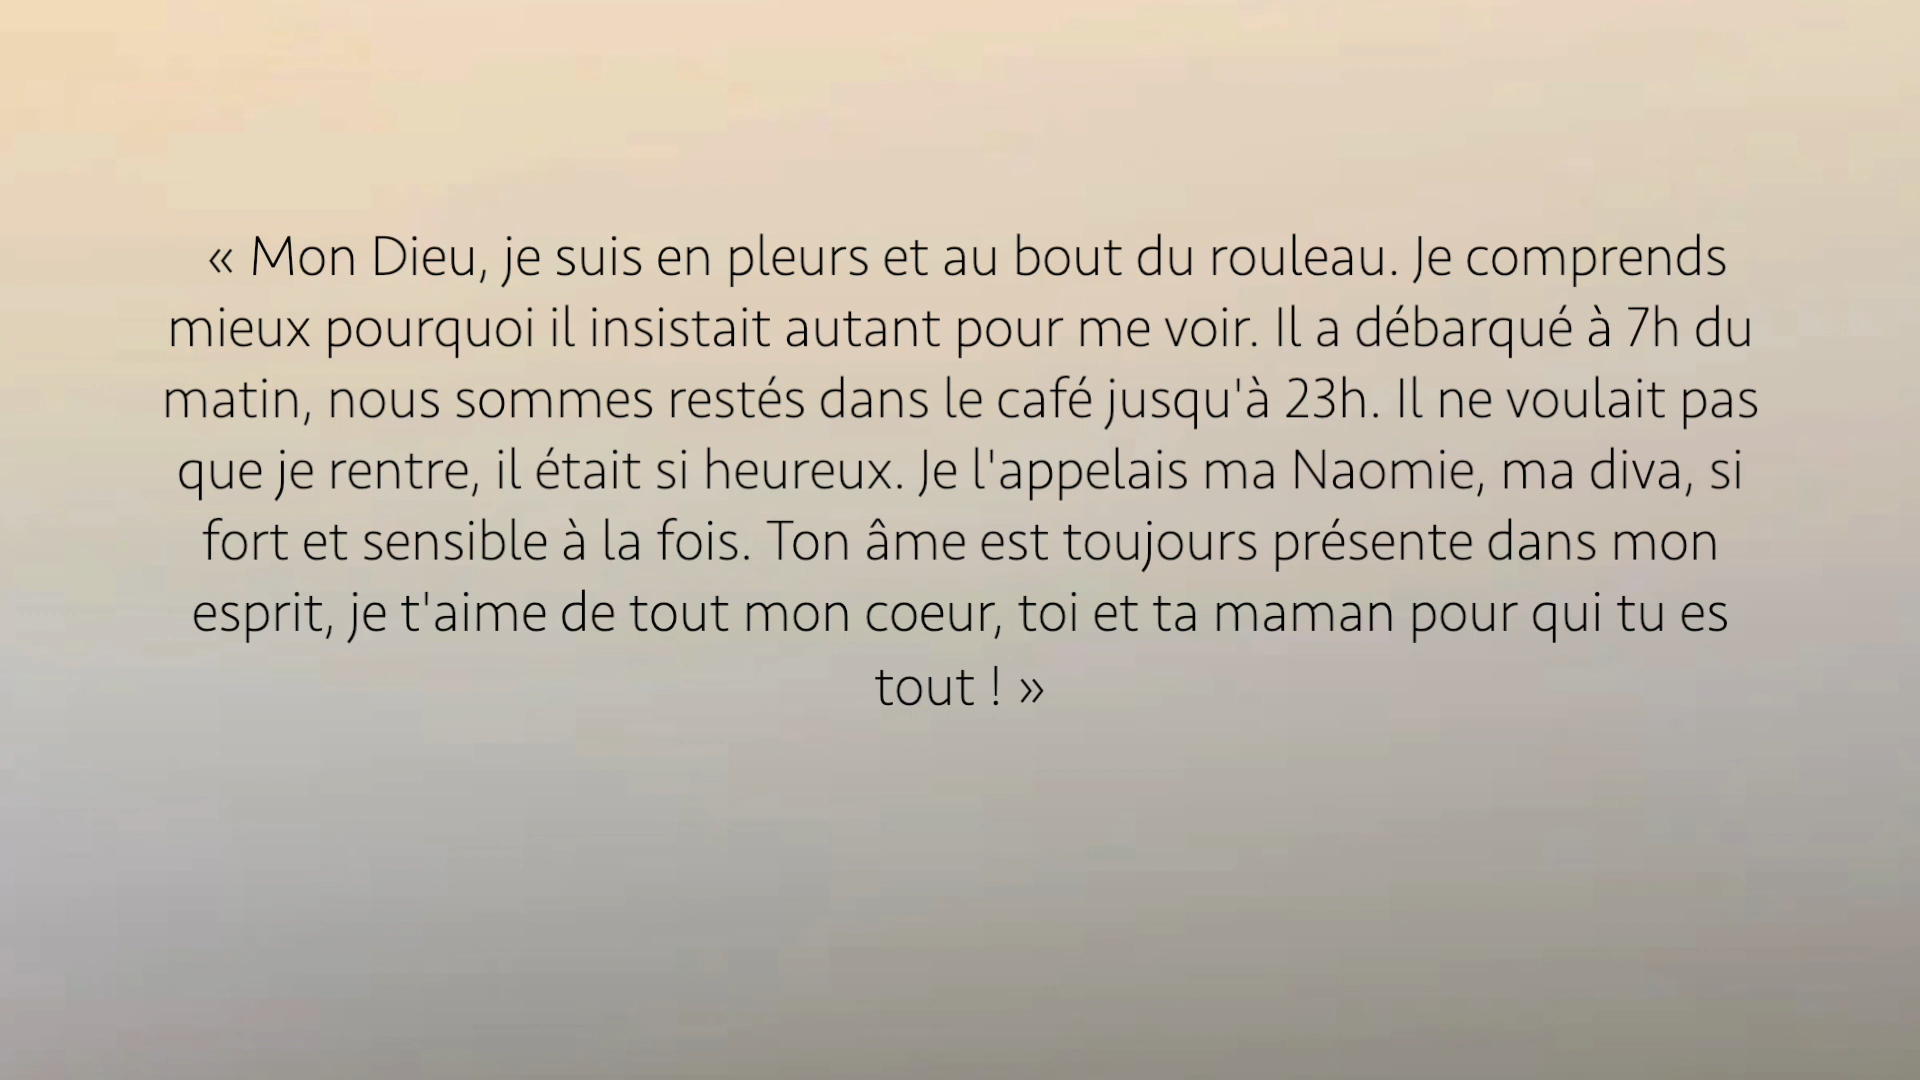 « Mon Dieu, je suis en pleurs et au bout du rouleau. Je comprends
mieux pourquoi il insistait autant pour me voir. Il a débarqué à 7h du
matin, nous sommes restés dans le café jusqu'à 23h. Il ne voulait pas
que je rentre, il était si heureux. Je l'appelais ma Naomie, ma diva, si
fort et sensible à la fois. Ton âme est toujours présente dans mon
esprit, je t'aime de tout mon coeur, toi et ta maman pour qui tu es
tout ! »